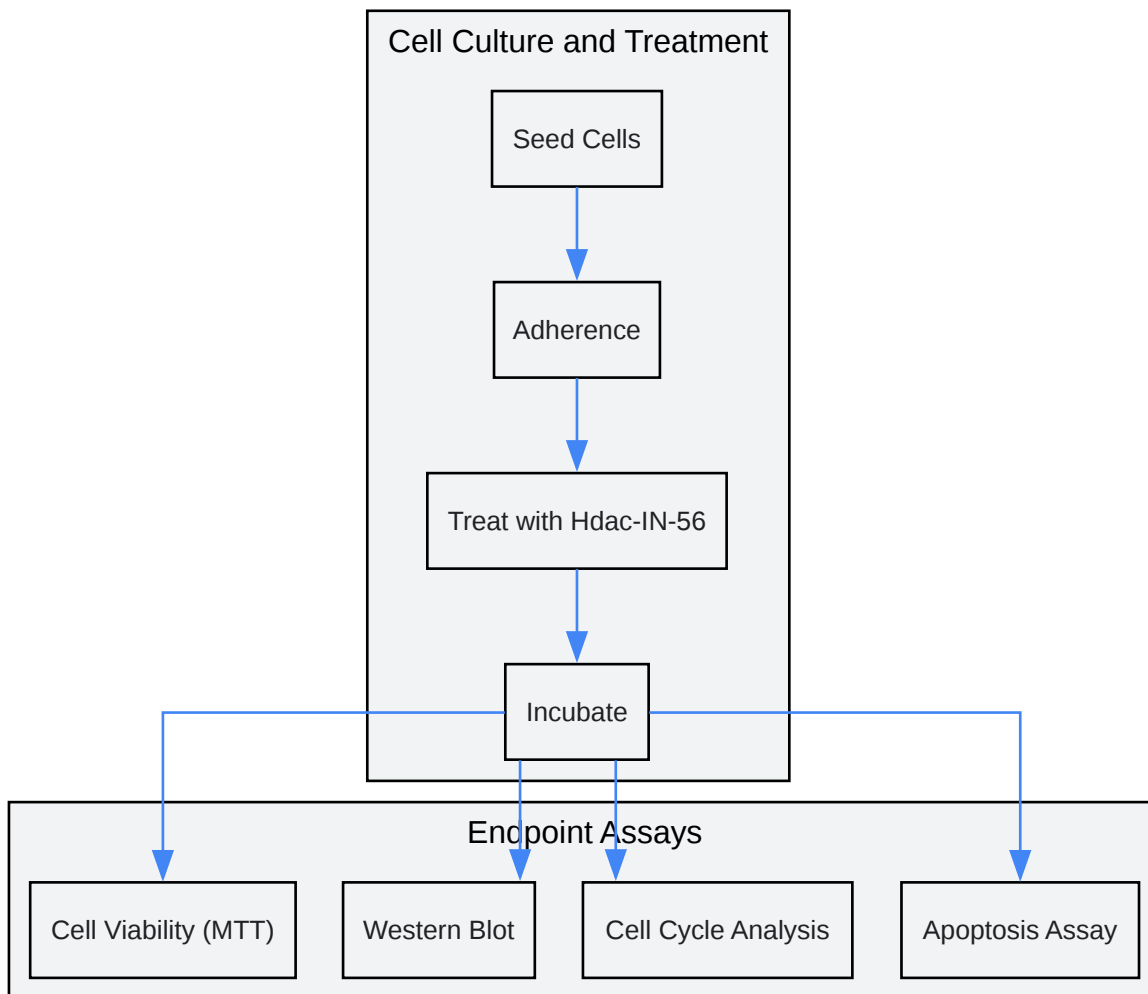 Cell Culture and Treatment
Seed Cells
Adherence
Treat with Hdac-IN-56
Incubate
Endpoint Assays
Cell Viability (MTT)
Western Blot
Cell Cycle Analysis
Apoptosis Assay